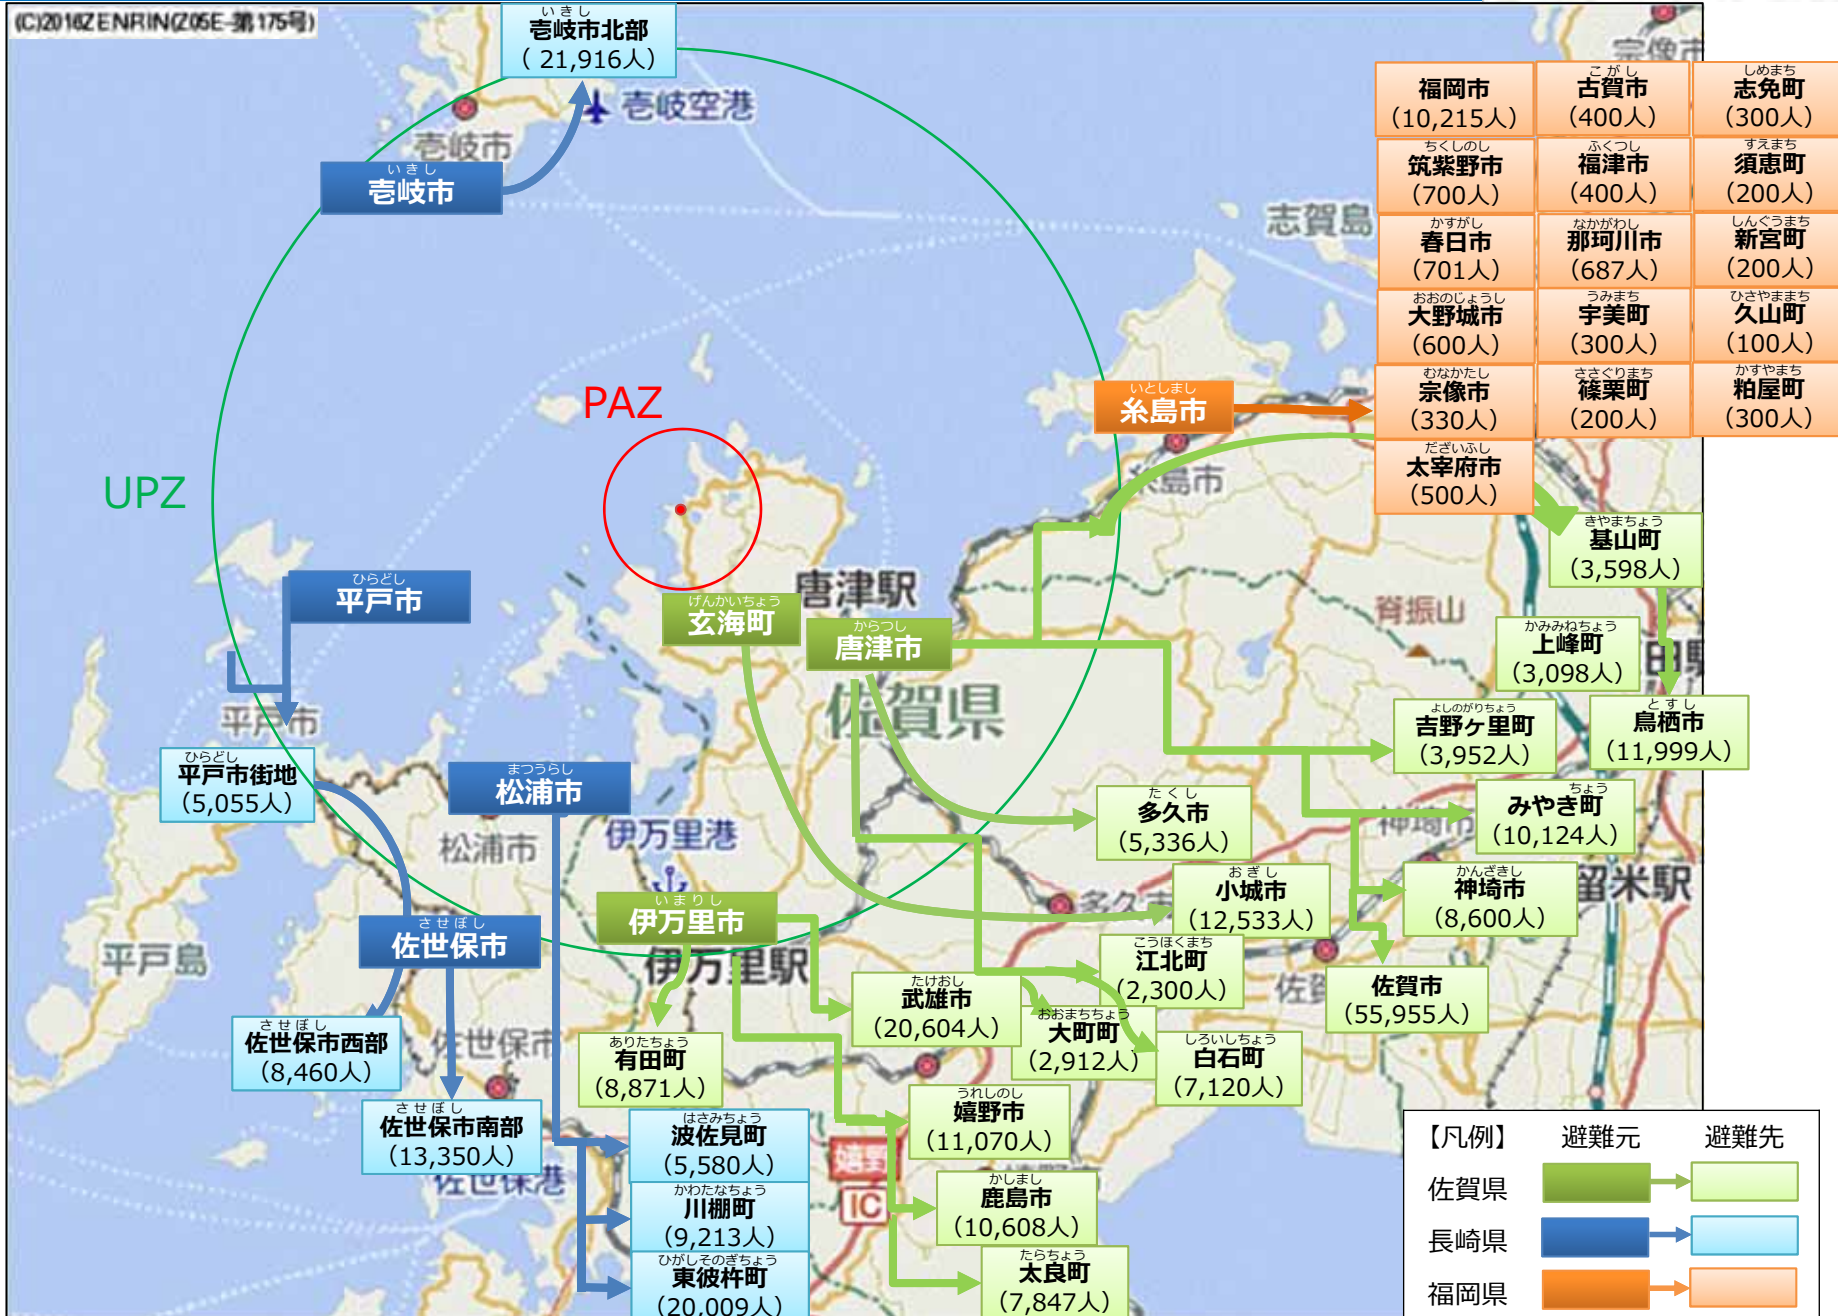 (C)2016ZENRIN(Z05E-第175号)
いきし
壱岐市北部
（ 21,916人）
壱岐空港
壱岐市
いきし
壱岐市
宗像市
志賀島
福岡市
（10,215人）
こがし
古賀市
（400人）
しめまち
志免町
（300人）
ちくしのし
筑紫野市
（700人）
ふくつし
福津市
（400人）
すえまち
須恵町
（200人）
かすがし
春日市
（701人）
なかがわし
那珂川市
（687人）
しんぐうまち
新宮町
（200人）
おおのじょうし
大野城市
（600人）
うみまち
宇美町
（300人）
ひさやままち
久山町
（100人）
むなかたし
宗像市
（330人）
ささぐりまち
篠栗町
（200人）
かすやまち
粕屋町
（300人）
だざいふし
太宰府市
（500人）
PAZ
UPZ
いとしまし
糸島市
糸島市
きやまちょう
基山町
（3,598人）
ひらどし
平戸市
げんかいちょう
玄海町
唐津駅
からつし
唐津市
脊振山
かみみねちょう
上峰町
（3,098人）
佐賀県
平戸市
よしのがりちょう
吉野ヶ里町
（3,952人）
とすし
鳥栖市
（11,999人）
ひらどし
平戸市街地
（5,055人）
まつうらし
松浦市
伊万里港
松浦市
たくし
多久市
（5,336人）
神埼市
ちょう
みやき町
（10,124人）
おぎし
小城市
（12,533人）
多久市
かんざきし
神埼市
（8,600人）
留米駅
いまりし
伊万里市
伊万里駅
させぼし
佐世保市
平戸島
こうほくまち
江北町
（2,300人）
佐賀市
（55,955人）
たけおし
武雄市
（20,604人）
おおまちちょう
大町町
（2,912人）
しろいしちょう
白石町
（7,120人）
させぼし
佐世保市西部
（8,460人）
佐世保市
ありたちょう
有田町
（8,871人）
させぼし
佐世保市南部
（13,350人）
佐世保港
うれしのし
嬉野市
（11,070人）
はさみちょう
波佐見町
（5,580人）
嬉野
IC
かわたなちょう
川棚町
（9,213人）
かしまし
鹿島市
（10,608人）
ひがしそのぎちょう
東彼杵町
（20,009人）
たらちょう
太良町
（7,847人）
【凡例】 避難元 避難先
佐賀県
長崎県
福岡県